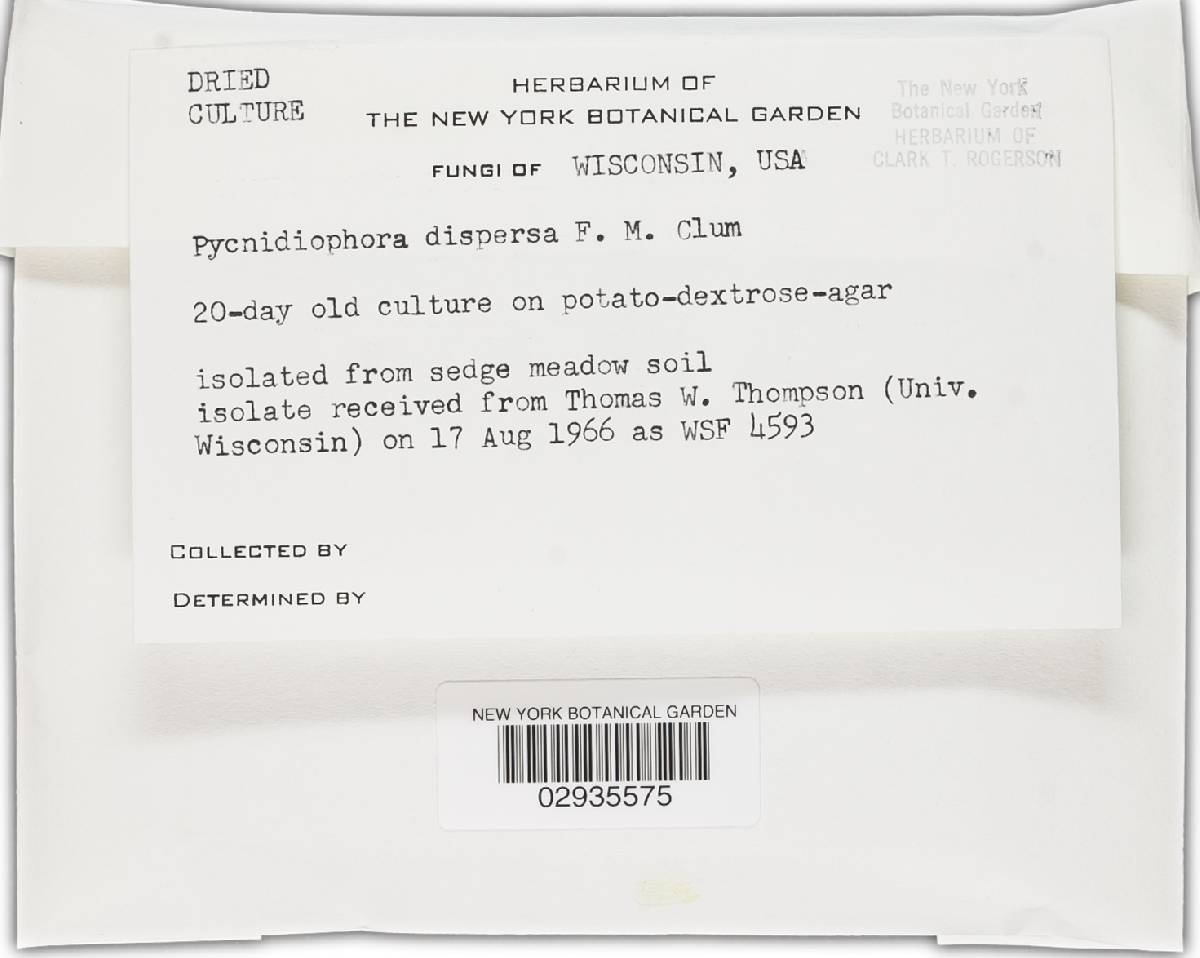 DRIED
CULTURE
HERBARIUM OF
THE NEW YORK BOTANICAL GARDEN
The New York
Botanical Garden
HERBARIUM OF
CLARK T. ROGERSON
FUNGI OF WISCONSIN, USA
Pycnidiophora dispersa F. M. Clum
20-day old culture on potato-dextrose-agar
isolated from sedge meadow soil
isolate received from Thomas W. Thompson (Univ.
Wisconsin) on 17 Aug 1966 as WSF 4593
COLLECTED BY
DETERMINED BY
NEW YORK BOTANICAL GARDEN
02935575